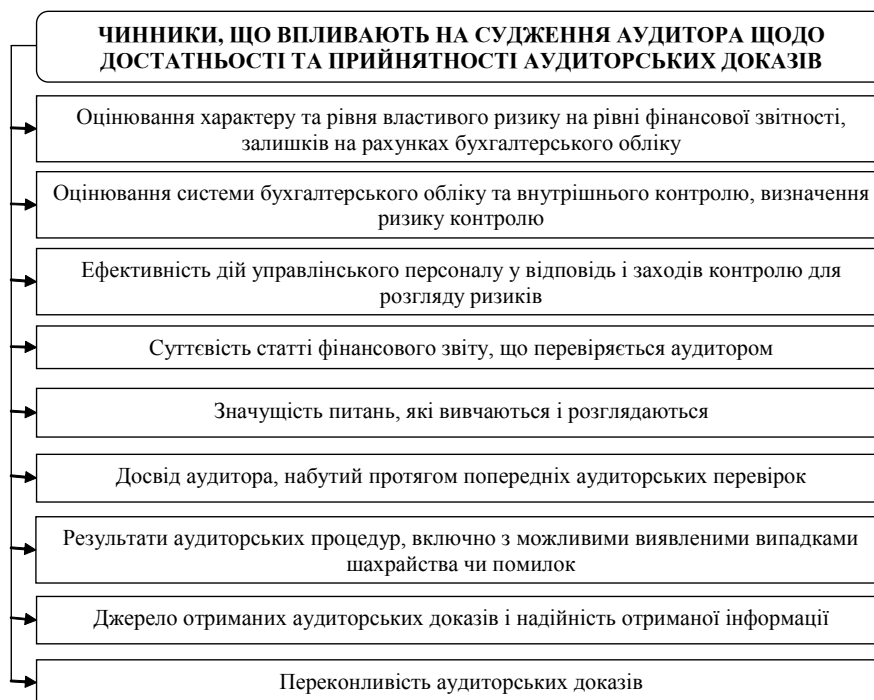 ЧИННИКИ, ЩО ВПЛИВАЮТЬ НА СУДЖЕННЯ АУДИТОРА ЩОДО
ДОСТАТНЬОСТІ ТА ПРИЙНЯТНОСТІ АУДИТОРСЬКИХ ДОКАЗІВ
Оцінювання характеру та рівня властивого ризику на рівні фінансової звітності,
залишків на рахунках бухгалтерського обліку
Оцінювання системи бухгалтерського обліку та внутрішнього контролю, визначення
ризику контролю
Ефективність дій управлінського персоналу у відповідь і заходів контролю для
розгляду ризиків
Суттєвість статті фінансового звіту, що перевіряється аудитором
Значущість питань, які вивчаються і розглядаються
Досвід аудитора, набутий протягом попередніх аудиторських перевірок
Результати аудиторських процедур, включно з можливими виявленими випадками
шахрайства чи помилок
Джерело отриманих аудиторських доказів і надійність отриманої інформації
Переконливість аудиторських доказів